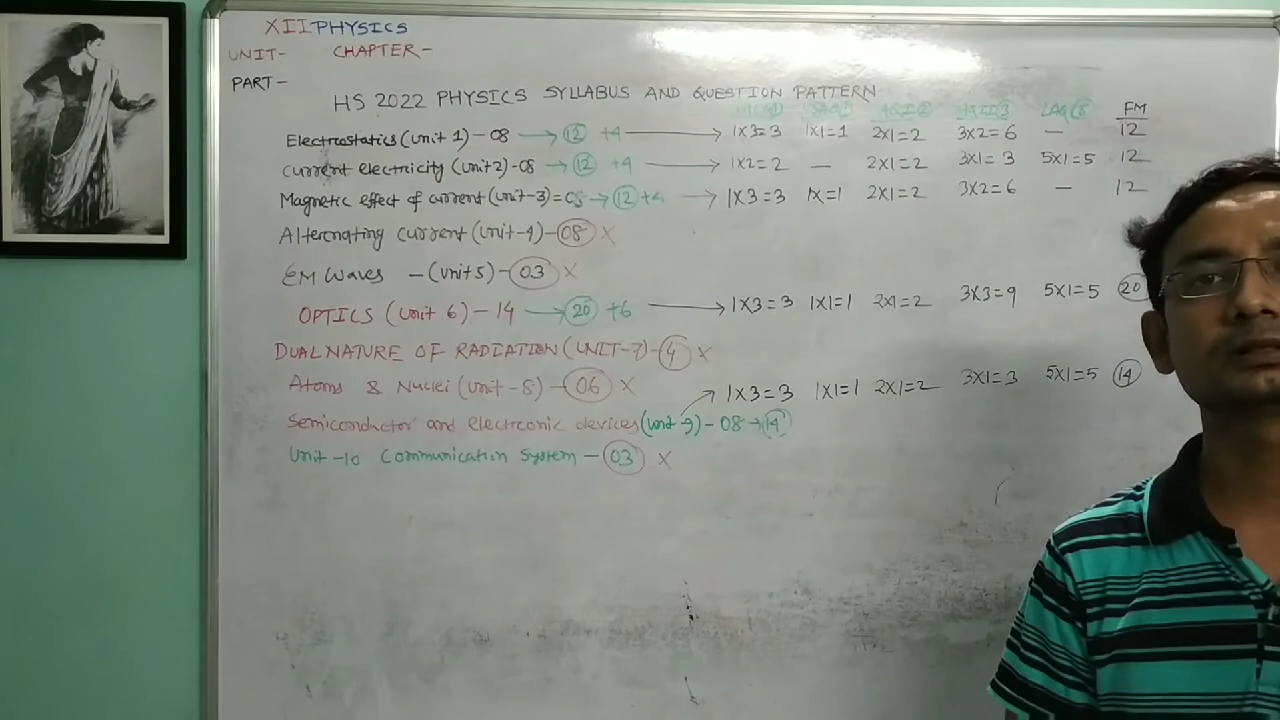 XII PHYSICS
UNIT- CHAPTER-
PART-
HS 2022 PHYSICS SYLLABUS AND QUESTION PATTERN
LAQ(5) FM
Electrostatics (Unit 1) - 08 → 12 +4 → 1X3=3 1X1=1 2X1=2 3X2=6 — 12
Current electricity (Unit 2) - 08 → 12 +4 → 1X2=2 — 2X1=2 3X1=3 5X1=5 12
Magnetic effect of current (Unit-3) = 08 → 12 +4 → 1X3=3 1X=1 2X1=2 3X2=6 — 12
Alternating current (Unit-4) - 08 X
EM Waves - (Unit 5) - 03 X
OPTICS (Unit 6) - 14 → 20 +6 → 1X3=3 1X1=1 2X1=2 3X3=9 5X1=5 20
DUAL NATURE OF RADIATION (UNIT-7) - 4 X
Atoms & Nuclei (Unit-8) - 06 X
→ 1X3=3 1X1=1 2X1=2 3X1=3 5X1=5 14
Semiconductor and electronic devices (Unit 9) - 08 → 14
Unit-10 Communication System - 03 X